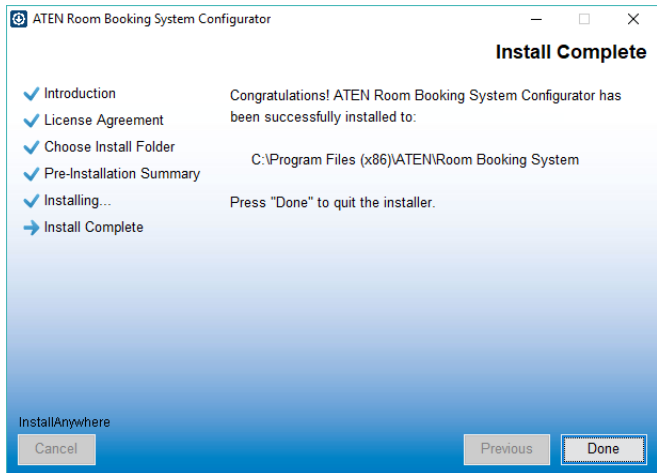 ATEN Room Booking System Configurator
Install Complete
Introduction
License Agreement
Choose Install Folder
Pre-Installation Summary
Installing...
Install Complete
Congratulations! ATEN Room Booking System Configurator has
been successfully installed to:
C:\Program Files (x86)\ATEN\Room Booking System
Press "Done" to quit the installer.
InstallAnywhere
Cancel
Previous
Done